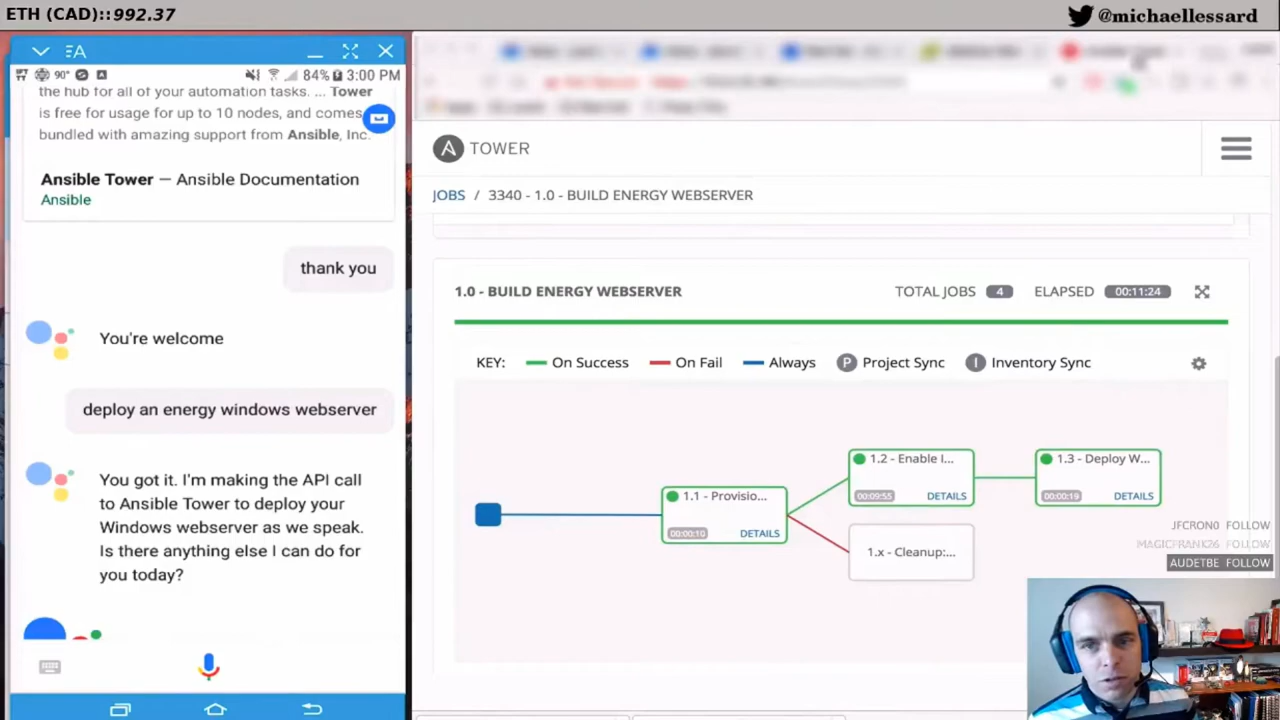 ETH (CAD)::992.37
@michaellessard
90°
84% 3:00 PM
the hub for all of your automation tasks. ... Tower
is free for usage for up to 10 nodes, and comes
bundled with amazing support from Ansible, Inc.
Ansible Tower — Ansible Documentation
Ansible
thank you
You're welcome
deploy an energy windows webserver
You got it. I'm making the API call
to Ansible Tower to deploy your
Windows webserver as we speak.
Is there anything else I can do for
you today?
A TOWER
JOBS / 3340 - 1.0 - BUILD ENERGY WEBSERVER
1.0 - BUILD ENERGY WEBSERVER TOTAL JOBS 4 ELAPSED 00:11:24
KEY: On Success On Fail Always P Project Sync I Inventory Sync
1.1 - Provisio...
00:00:10 DETAILS
1.2 - Enable I...
00:09:55 DETAILS
1.3 - Deploy W...
00:00:19 DETAILS
1.x - Cleanup:...
JFCRON0 FOLLOW
MAGICFRANK26 FOLLOW
AUDETBE FOLLOW